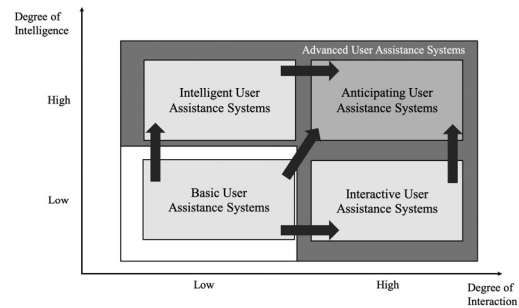 Degree of
Intelligence
Advanced User Assistance Systems
High
Intelligent User
Assistance Systems
Anticipating User
Assistance Systems
Low
Basic User
Assistance Systems
Interactive User
Assistance Systems
Low
High
Degree of
Interaction